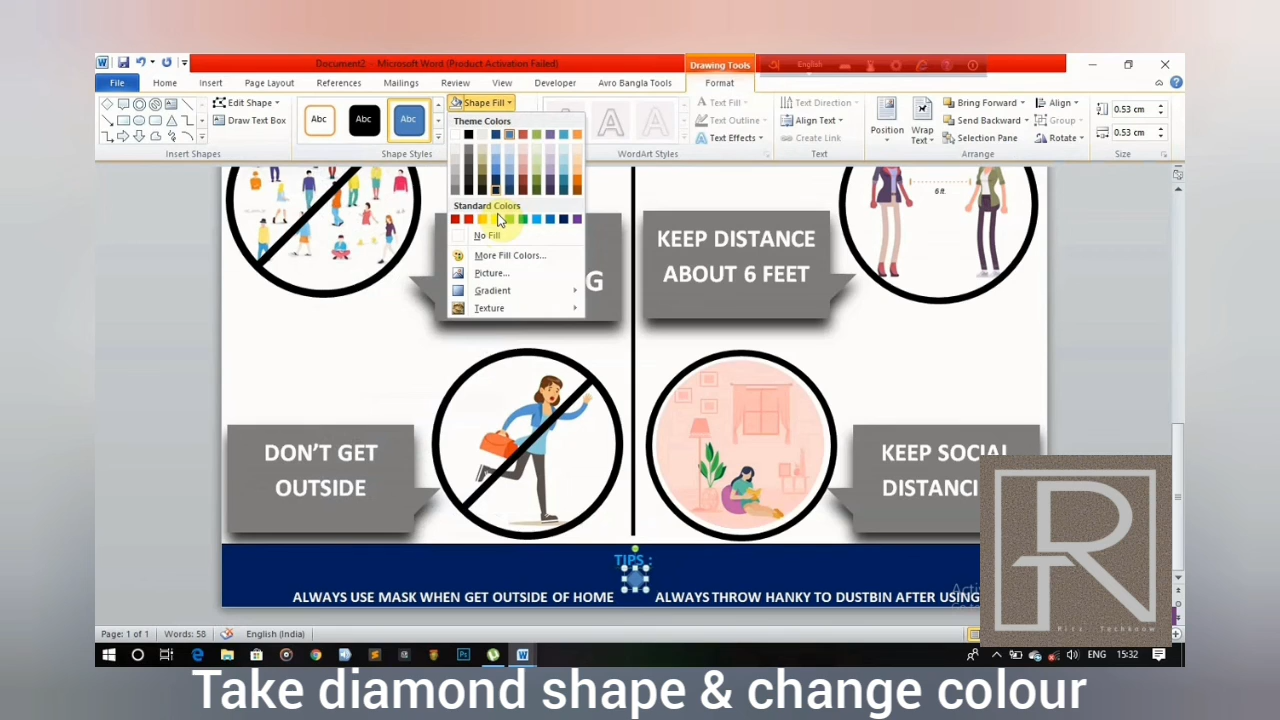 Document2 - Microsoft Word (Product Activation Failed)
Drawing Tools
English
File
Home
Insert
Page Layout
References
Mailings
Review
View
Developer
Avro Bangla Tools
Format
Edit Shape
Draw Text Box
Insert Shapes
Abc
Abc
Abc
Shape Styles
Shape Fill
WordArt Styles
Text Fill
Text Outline
Text Effects
Text Direction
Align Text
Create Link
Text
Position
Wrap
Text
Bring Forward
Send Backward
Selection Pane
Align
Group
Rotate
Arrange
0.53 cm
0.53 cm
Size
Theme Colors
Standard Colors
No Fill
More Fill Colors...
Picture...
Gradient
Texture
G
KEEP DISTANCE
ABOUT 6 FEET
6 ft.
DON'T GET
OUTSIDE
KEEP SOCIAL
TIPS :
ALWAYS USE MASK WHEN GET OUTSIDE OF HOME
ALWAYS THROW HANKY TO DUSTBIN AFTER USING
Page: 1 of 1
Words: 58
English (India)
ENG
15:32
Take diamond shape & change colour